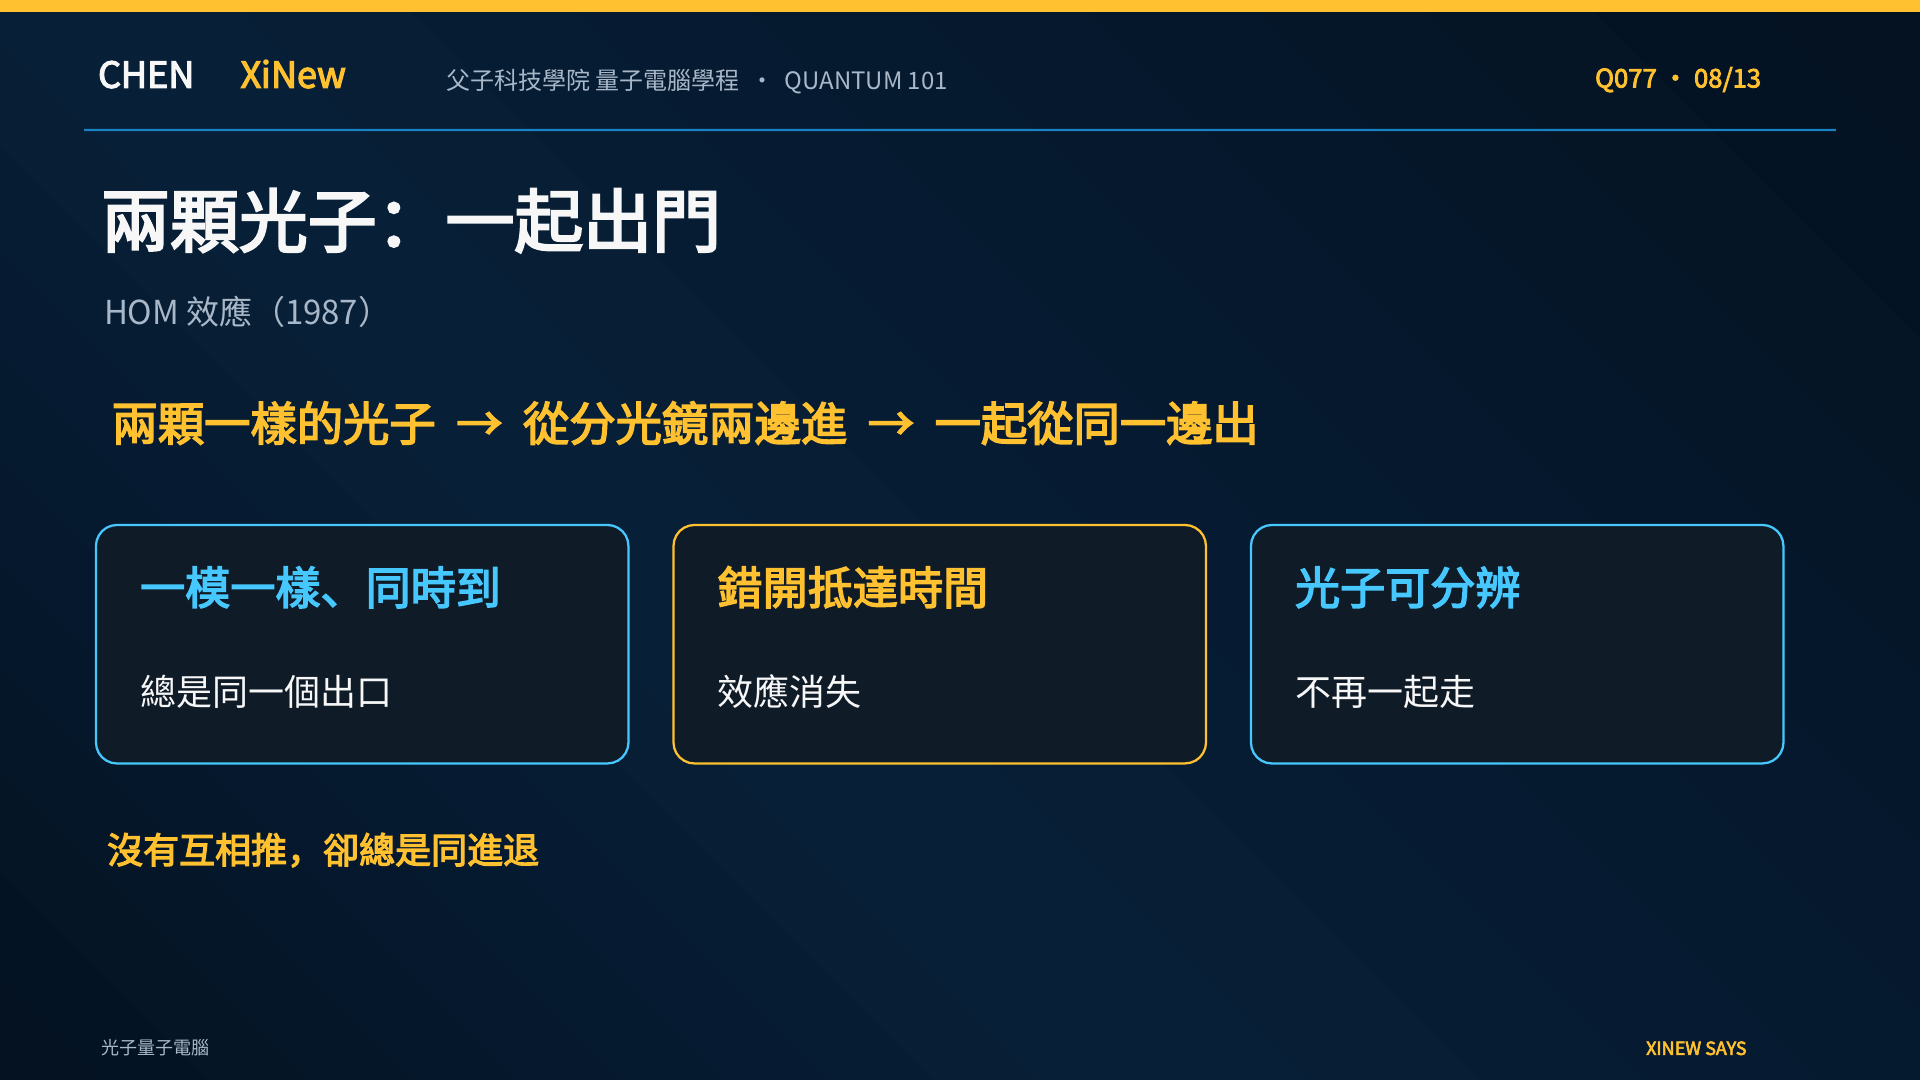 CHEN XiNew 父子科技學院 量子電腦學程 • QUANTUM 101 Q077 • 08/13
兩顆光子：一起出門
HOM 效應（1987）
兩顆一樣的光子 → 從分光鏡兩邊進 → 一起從同一邊出
一模一樣、同時到
總是同一個出口
錯開抵達時間
效應消失
光子可分辨
不再一起走
沒有互相推，卻總是同進退
光子量子電腦
XINEW SAYS